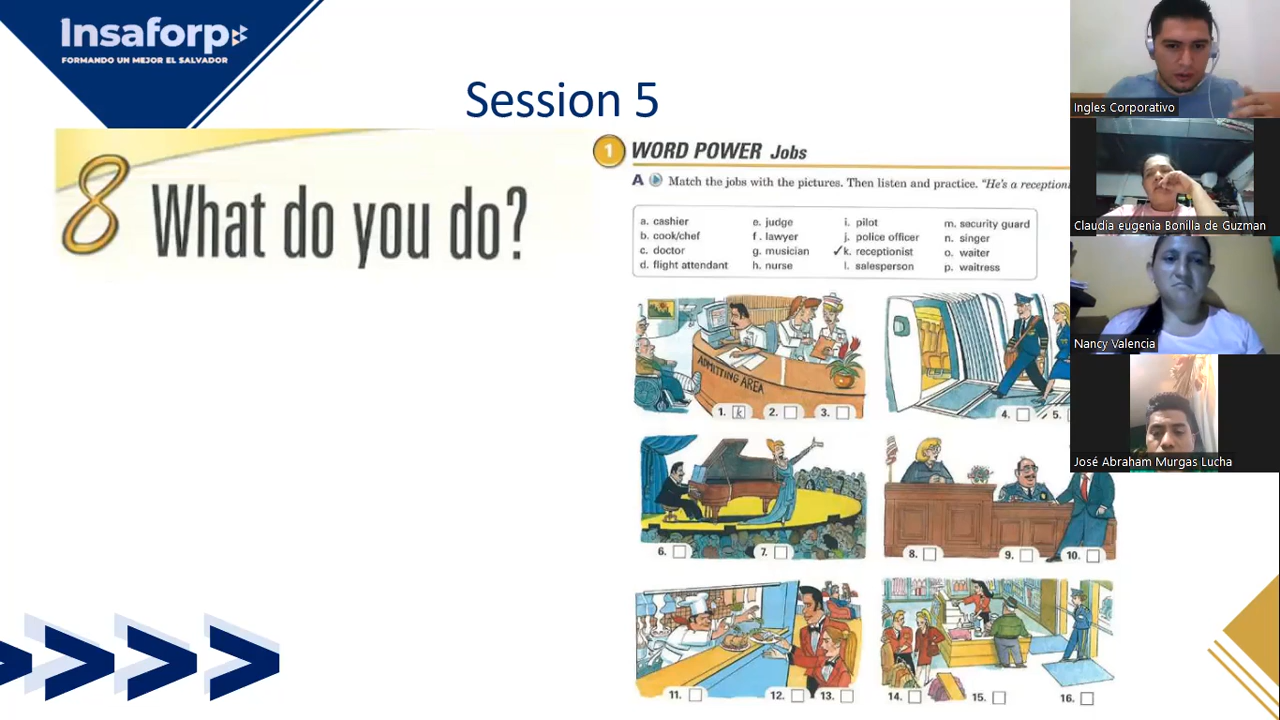 Insaforp
FORMANDO UN MEJOR EL SALVADOR
Session 5
8 What do you do?
1 WORD POWER Jobs
A Match the jobs with the pictures. Then listen and practice. "He's a
a. cashier
b. cook/chef
c. doctor
d. flight attendant
e. judge
f. lawyer
g. musician
h. nurse
i. pilot
j. police officer
✓k. receptionist
l. salesperson
m. security guard
n. singer
o. waiter
p. waitress
ADMITTING AREA
1. k 2. 3.
4. 5.
6. 7.
8. 9. 10.
11. 12. 13.
14. 15. 16.
Ingles Corporativo
Claudia eugenia Bonilla de Guzman
Nancy Valencia
José Abraham Murgas Lucha